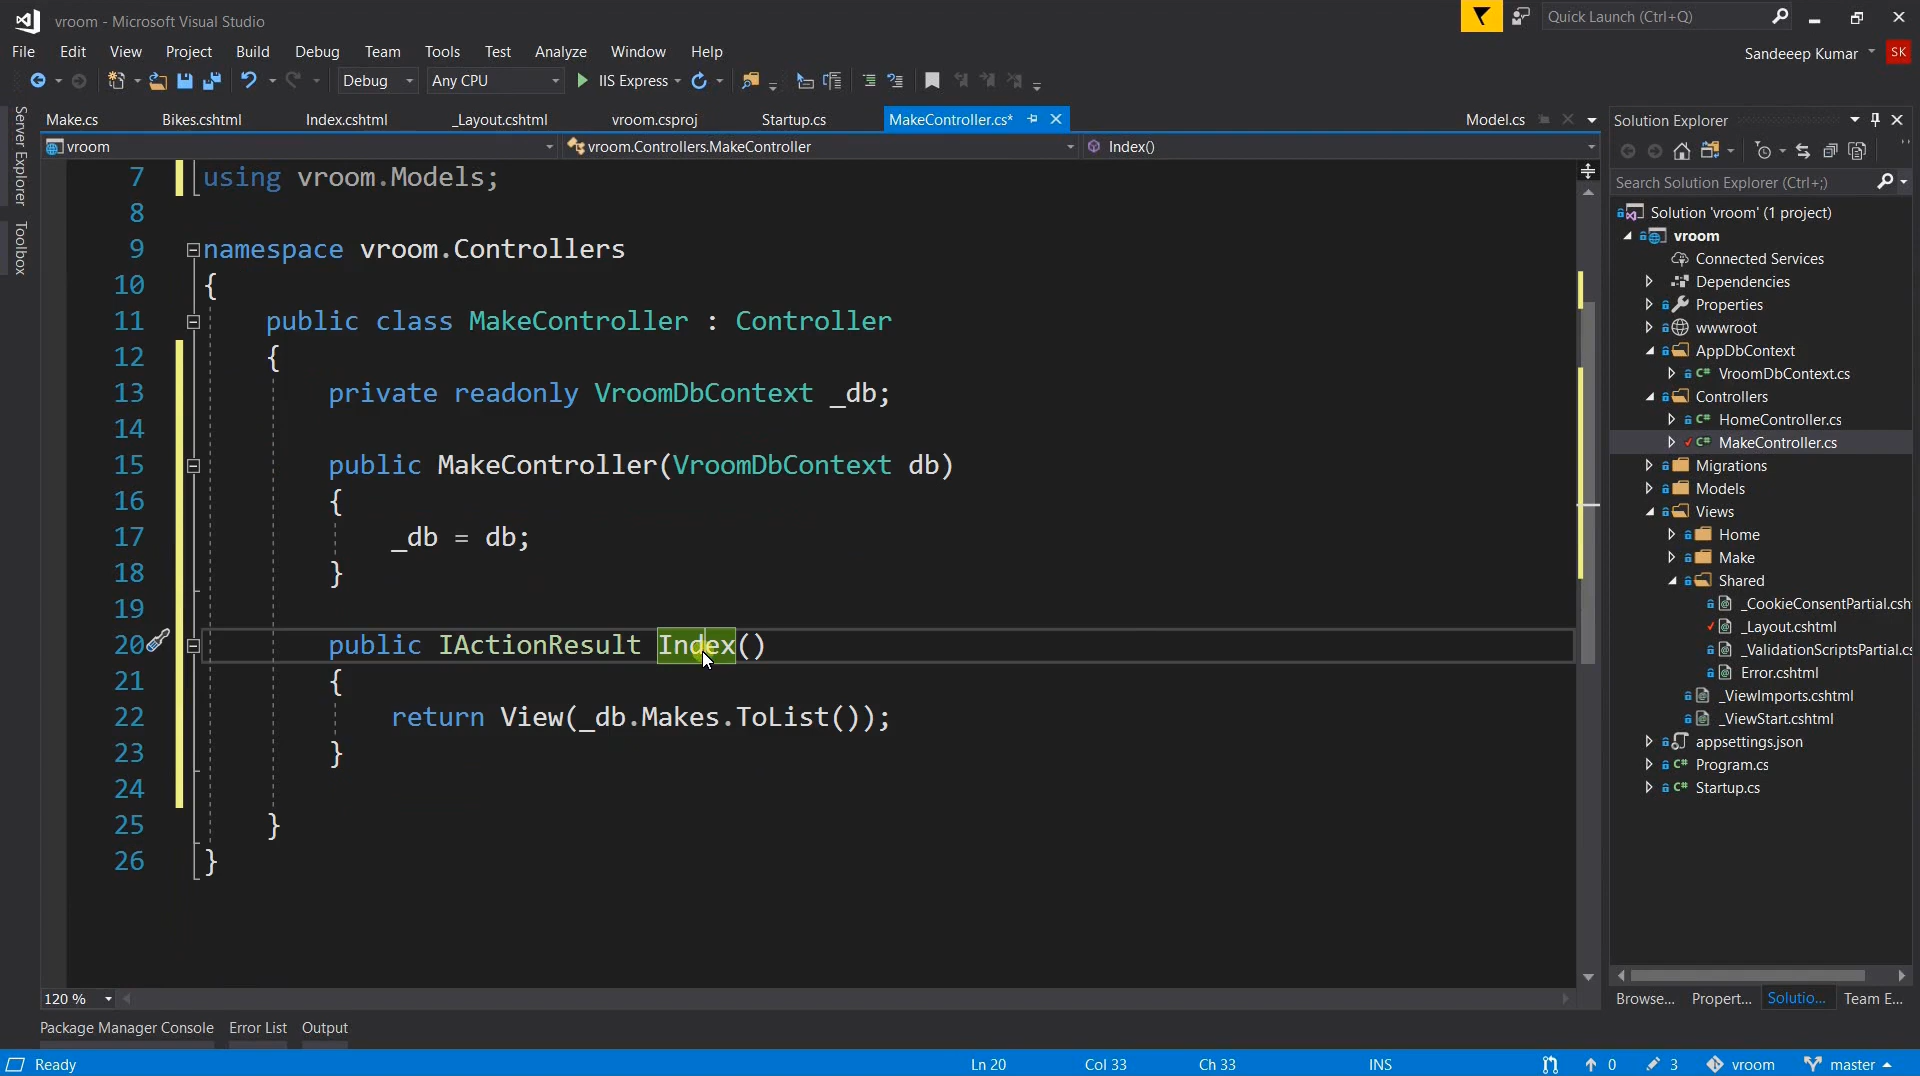 vroom - Microsoft Visual Studio
Quick Launch (Ctrl+Q)
File Edit View Project Build Debug Team Tools Test Analyze Window Help
Sandeeep Kumar SK
Debug Any CPU IIS Express
Server Explorer
Toolbox
Make.cs Bikes.cshtml Index.cshtml _Layout.cshtml vroom.csproj Startup.cs MakeController.cs* Model.cs
vroom vroom.Controllers.MakeController Index()
7 using vroom.Models;
8
9 namespace vroom.Controllers
10 {
11 public class MakeController : Controller
12 {
13 private readonly VroomDbContext _db;
14
15 public MakeController(VroomDbContext db)
16 {
17 _db = db;
18 }
19
20 public IActionResult Index()
21 {
22 return View(_db.Makes.ToList());
23 }
24
25 }
26 }
120 %
Solution Explorer
Search Solution Explorer (Ctrl+;)
Solution 'vroom' (1 project)
vroom
Connected Services
Dependencies
Properties
wwwroot
AppDbContext
C# VroomDbContext.cs
Controllers
C# HomeController.cs
C# MakeController.cs
Migrations
Models
Views
Home
Make
Shared
_CookieConsentPartial.csh
_Layout.cshtml
_ValidationScriptsPartial.cs
Error.cshtml
_ViewImports.cshtml
_ViewStart.cshtml
appsettings.json
C# Program.cs
C# Startup.cs
Browse... Propert... Solutio... Team E...
Package Manager Console Error List Output
Ready Ln 20 Col 33 Ch 33 INS 0 3 vroom master